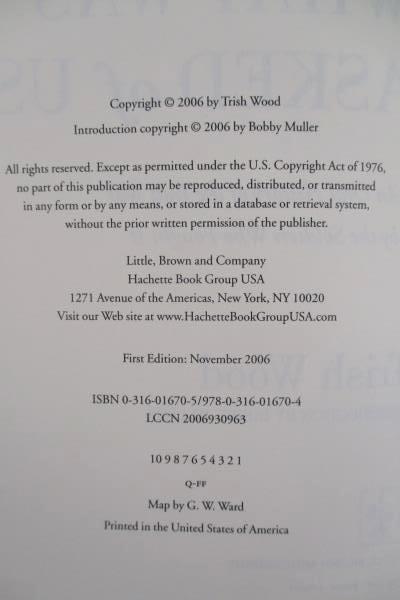 Copyright © 2006 by Trish Wood
Introduction copyright © 2006 by Bobby Muller
All rights reserved. Except as permitted under the U.S. Copyright Act of 1976,
no part of this publication may be reproduced, distributed, or transmitted
in any form or by any means, or stored in a database or retrieval system,
without the prior written permission of the publisher.
Little, Brown and Company
Hachette Book Group USA
1271 Avenue of the Americas, New York, NY 10020
Visit our Web site at www.HachetteBookGroupUSA.com
First Edition: November 2006
ISBN 0-316-01670-5/978-0-316-01670-4
LCCN 2006930963
10 9 8 7 6 5 4 3 2 1
Q-FF
Map by G. W. Ward
Printed in the United States of America